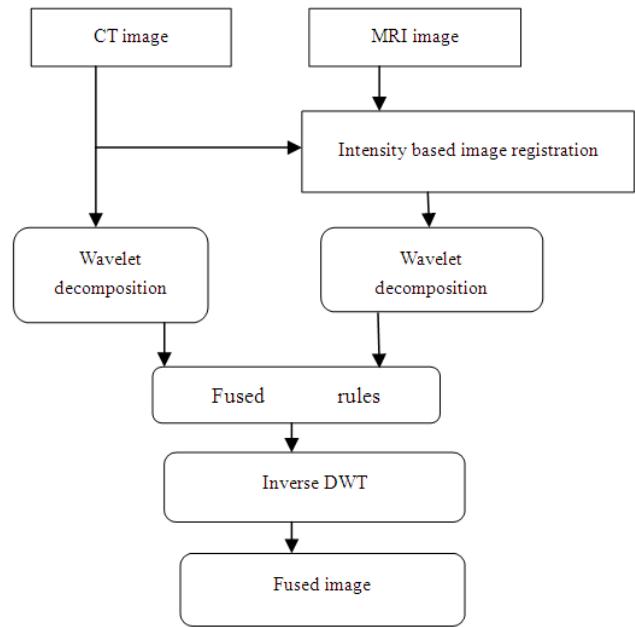 CT image
MRI image
Intensity based image registration
Wavelet
decomposition
Wavelet
decomposition
Fused rules
Inverse DWT
Fused image